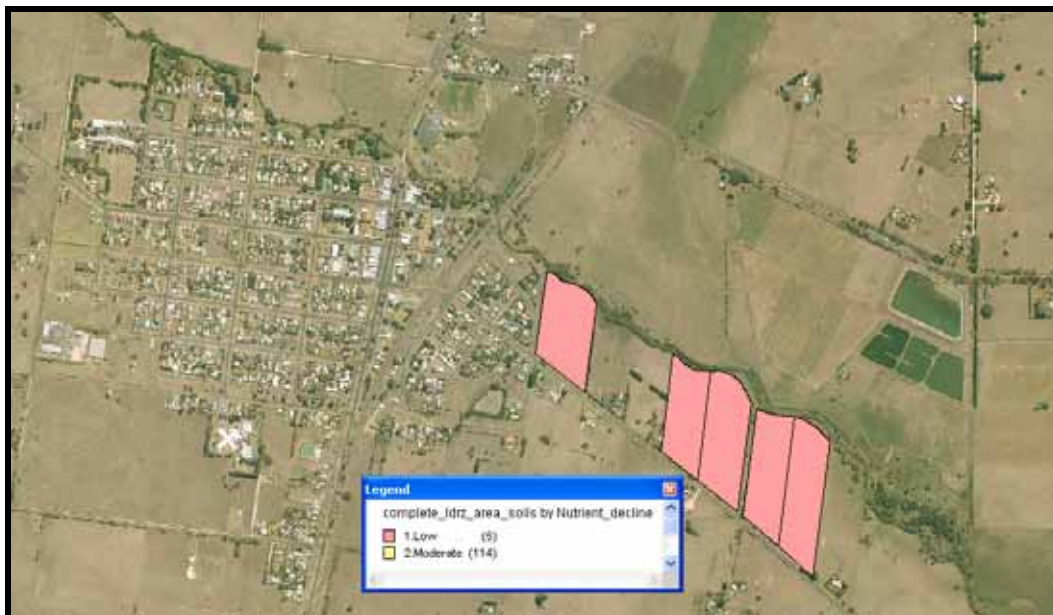 Legend
complete_ldrz_area_soils by Nutrient_decline
1.Low (5)
2.Moderate (114)